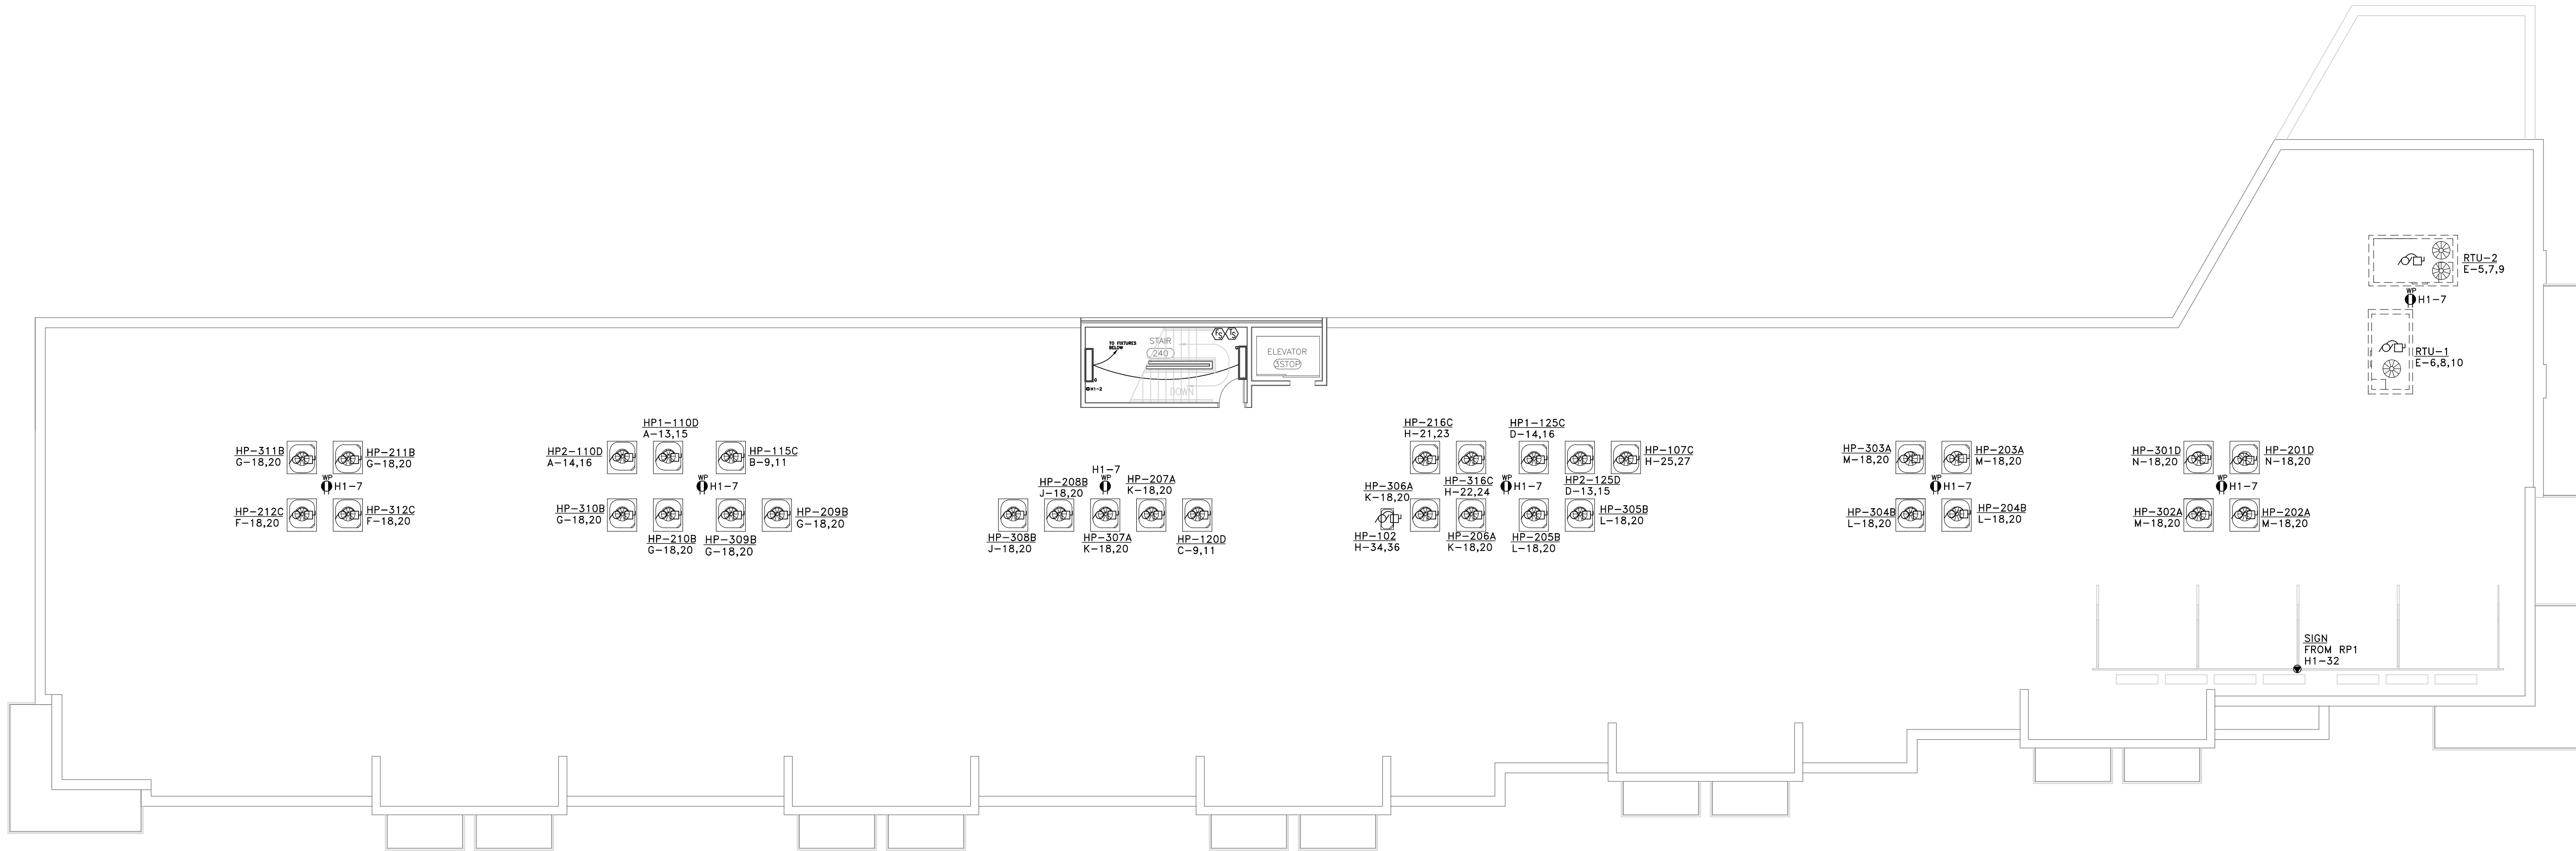 RTU-2
E-5,7,9
WP
H1-7
RTU-1
E-6,8,10
STAIR
240
TO FIXTURES
BELOW
FS
TS
ELEVATOR
3STOP
DOWN
H1-2
HP-311B
G-18,20
HP-211B
G-18,20
WP
H1-7
HP-212C
F-18,20
HP-312C
F-18,20
HP1-110D
A-13,15
HP2-110D
A-14,16
HP-115C
B-9,11
WP
H1-7
HP-310B
G-18,20
HP-210B
G-18,20
HP-309B
G-18,20
HP-209B
G-18,20
H1-7
WP
HP-208B
J-18,20
HP-207A
K-18,20
HP-308B
J-18,20
HP-307A
K-18,20
HP-120D
C-9,11
HP-216C
H-21,23
HP1-125C
D-14,16
HP-107C
H-25,27
HP-316C
H-22,24
HP2-125D
D-13,15
WP
H1-7
HP-306A
K-18,20
HP-305B
L-18,20
HP-102
H-34,36
HP-206A
K-18,20
HP-205B
L-18,20
HP-303A
M-18,20
HP-203A
M-18,20
WP
H1-7
HP-304B
L-18,20
HP-204B
L-18,20
HP-301D
N-18,20
HP-201D
N-18,20
WP
H1-7
HP-302A
M-18,20
HP-202A
M-18,20
SIGN
FROM RP1
H1-32